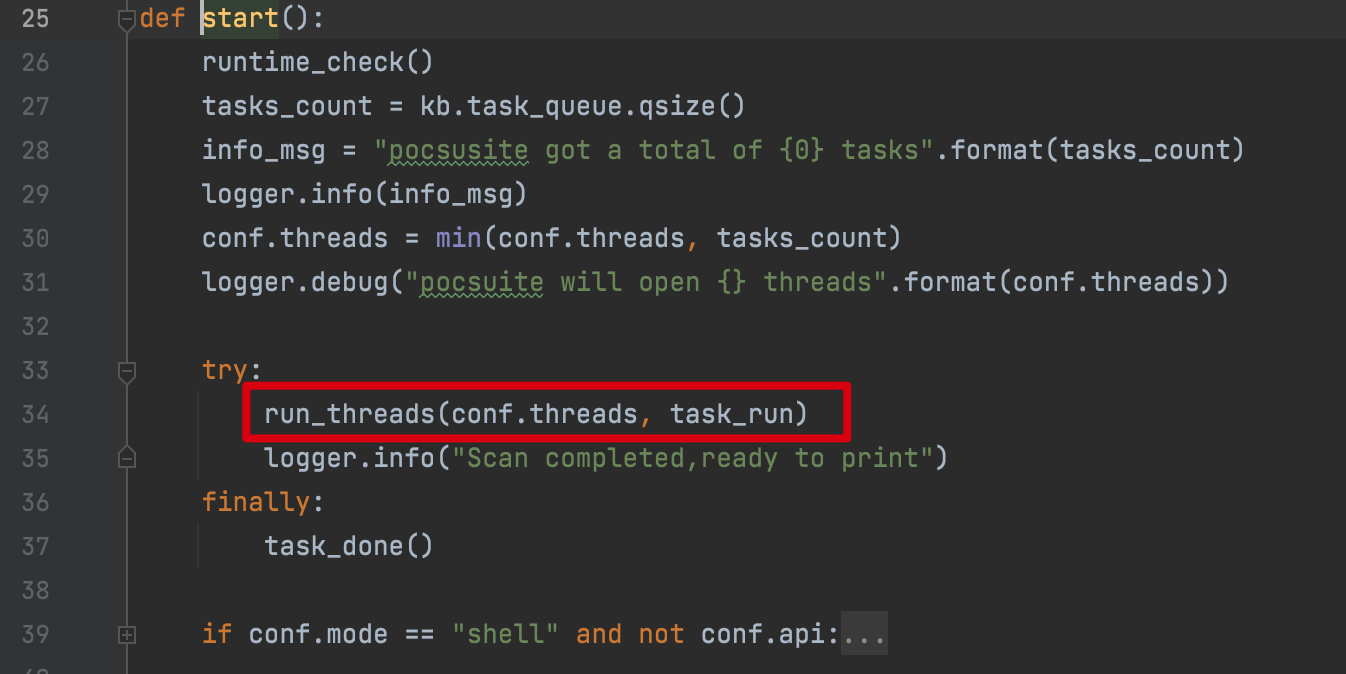 25 def start():
26 runtime_check()
27 tasks_count = kb.task_queue.qsize()
28 info_msg = "pocsusite got a total of {0} tasks".format(tasks_count)
29 logger.info(info_msg)
30 conf.threads = min(conf.threads, tasks_count)
31 logger.debug("pocsuite will open {} threads".format(conf.threads))
32
33 try:
34 run_threads(conf.threads, task_run)
35 logger.info("Scan completed,ready to print")
36 finally:
37 task_done()
38
39 if conf.mode == "shell" and not conf.api:...